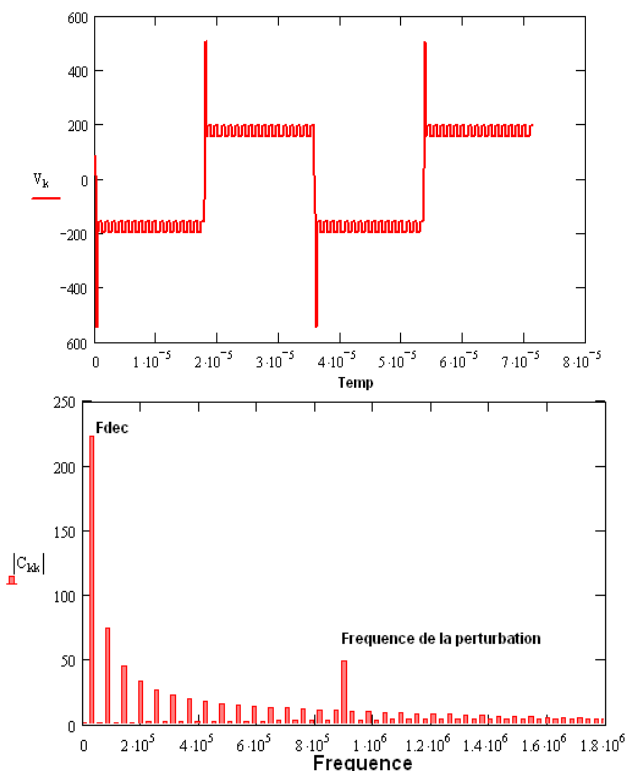 600
400
200
V_k
0
−200
−400
600
0 1·10^−5 2·10^−5 3·10^−5 4·10^−5 5·10^−5 6·10^−5 7·10^−5 8·10^−5
Temp
250
Fdec
200
|C_kk|
150
100
Frequence de la perturbation
50
0
0 2·10^5 4·10^5 6·10^5 8·10^5 1·10^6 1.2·10^6 1.4·10^6 1.6·10^6 1.8·10^6
Frequence